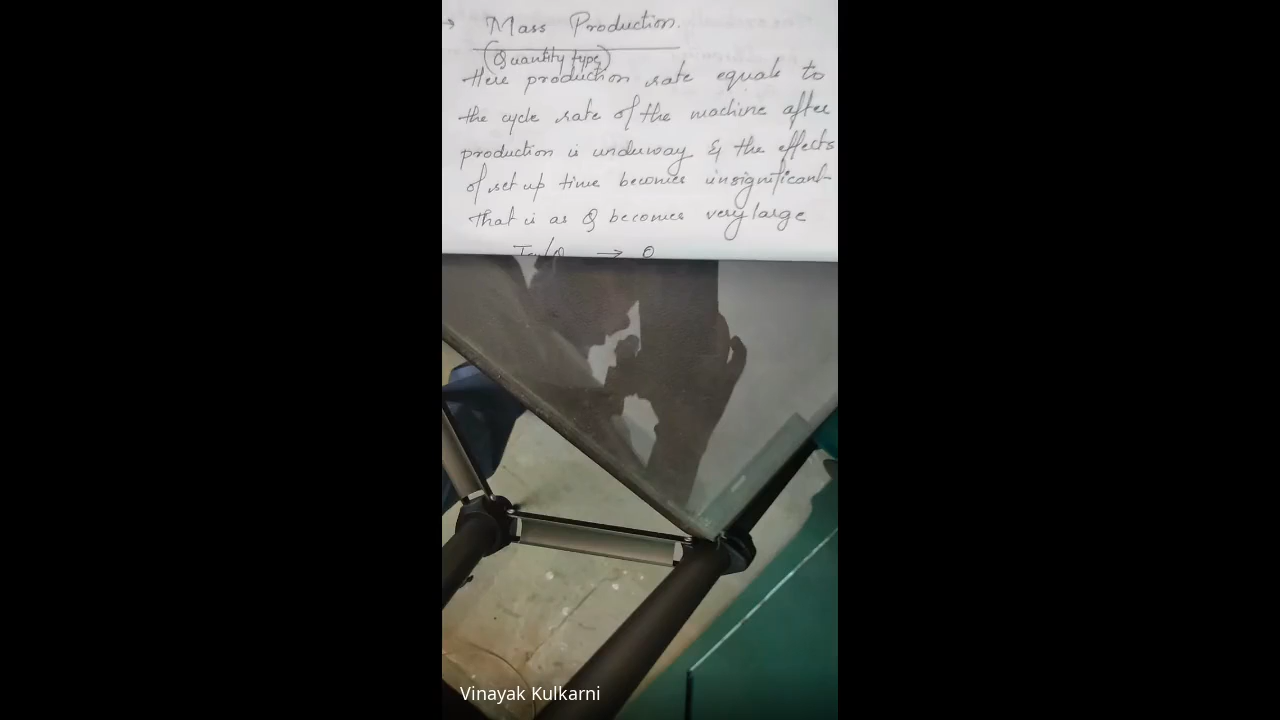 → Mass Production.
(Quantity type)
Here production rate equals to
the cycle rate of the machine after
production is underway & the effects
of set up time becomes insignificant
That is as Q becomes very large
→ 0
Vinayak Kulkarni